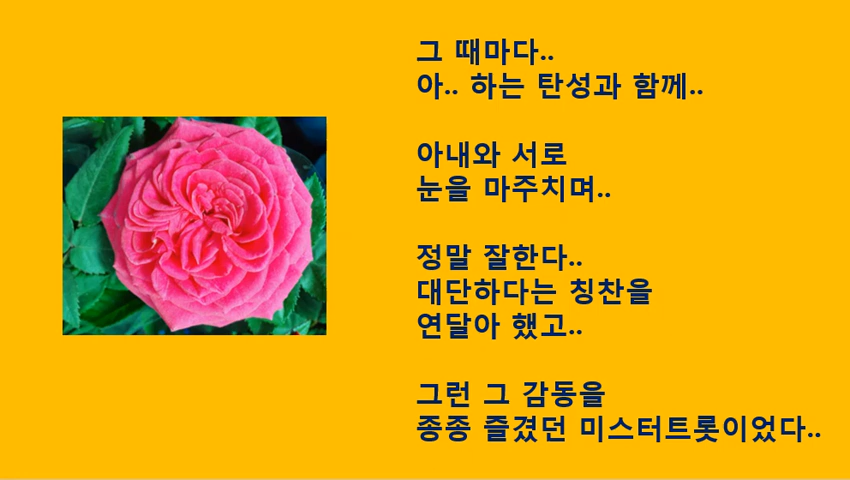 그 때마다..
아.. 하는 탄성과 함께..
아내와 서로
눈을 마주치며..
정말 잘한다..
대단하다는 칭찬을
연달아 했고..
그런 그 감동을
종종 즐겼던 미스터트롯이었다..